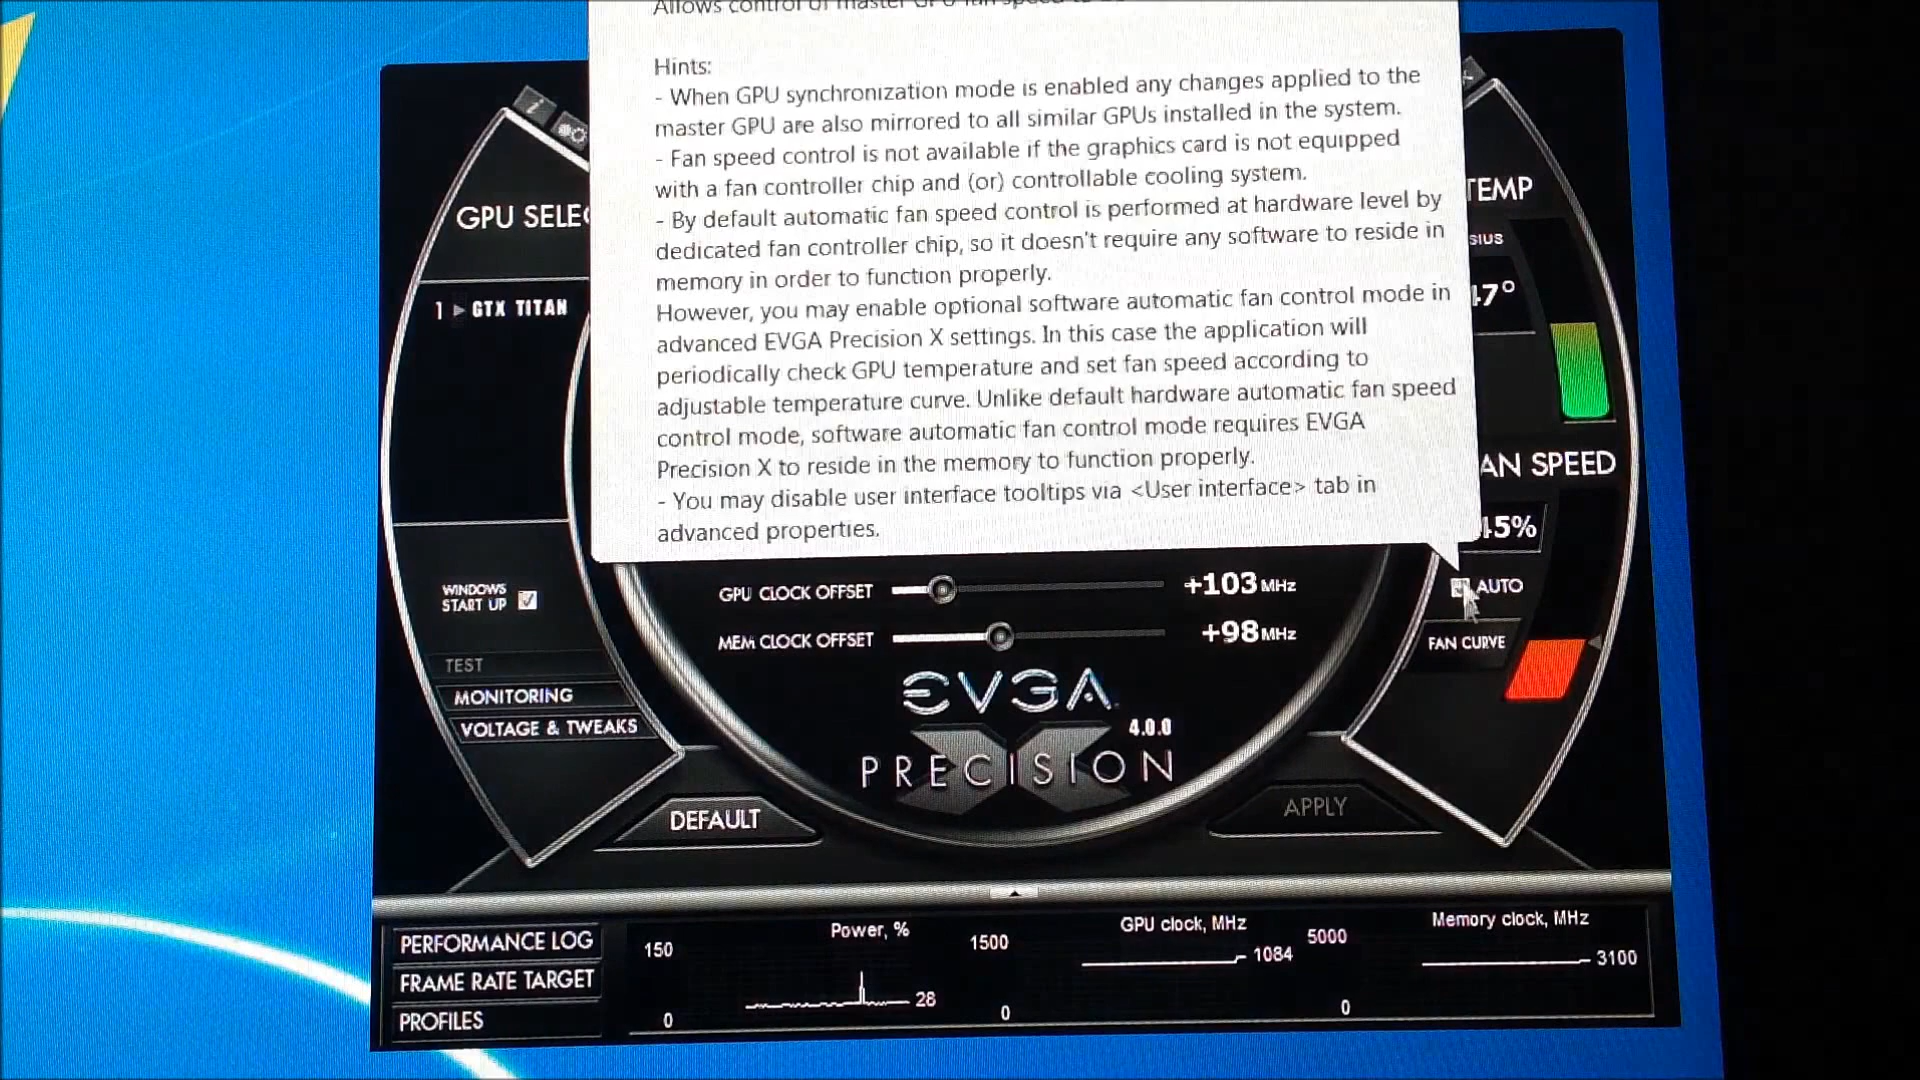 Allows control of master GPU fan speed
Hints:
- When GPU synchronization mode is enabled any changes applied to the
master GPU are also mirrored to all similar GPUs installed in the system.
- Fan speed control is not available if the graphics card is not equipped
with a fan controller chip and (or) controllable cooling system.
- By default automatic fan speed control is performed at hardware level by
dedicated fan controller chip, so it doesn't require any software to reside in
memory in order to function properly.
However, you may enable optional software automatic fan control mode in
advanced EVGA Precision X settings. In this case the application will
periodically check GPU temperature and set fan speed according to
adjustable temperature curve. Unlike default hardware automatic fan speed
control mode, software automatic fan control mode requires EVGA
Precision X to reside in the memory to function properly.
- You may disable user interface tooltips via <User interface> tab in
advanced properties.
GPU SELEC
1 ▶ GTX TITAN
WINDOWS
START UP
TEST
MONITORING
VOLTAGE & TWEAKS
TEMP
SIUS
47°
AN SPEED
45%
AUTO
FAN CURVE
GPU CLOCK OFFSET +103 MHz
MEM CLOCK OFFSET +98 MHz
EVGA
4.0.0
PRECISION X
DEFAULT
APPLY
PERFORMANCE LOG
FRAME RATE TARGET
PROFILES
Power, %
150
28
0
GPU clock, MHz
1500
1084
0
Memory clock, MHz
5000
3100
0